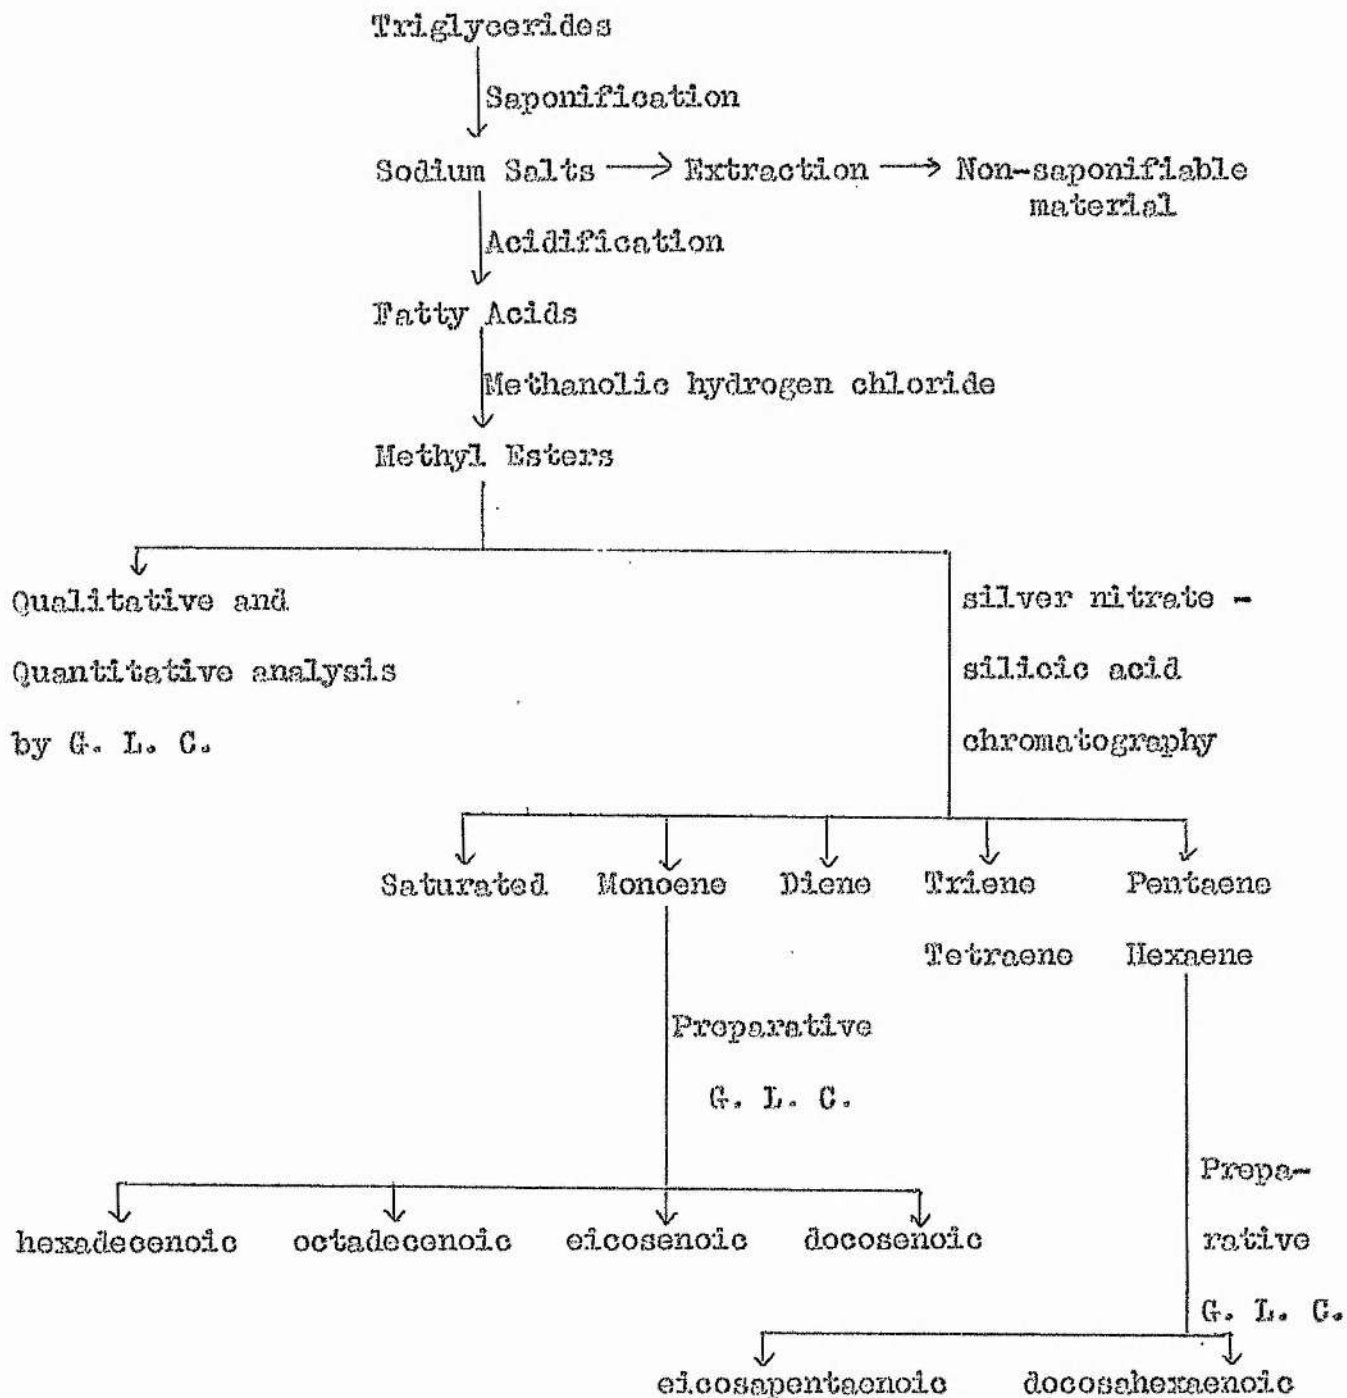 Triglycerides
Saponification
Sodium Salts → Extraction → Non-saponifiable
material
Acidification
Fatty Acids
Methanolic hydrogen chloride
Methyl Esters
Qualitative and
Quantitative analysis
by G. L. C.
silver nitrate -
silicic acid
chromatography
Saturated Monoene Diene Triene Pentaene
Tetraene Hexaene
Preparative
G. L. C.
Prepa-
rative
G. L. C.
hexadecenoic octadecenoic eicosenoic docosenoic
eicosapentaenoic docosahexaenoic